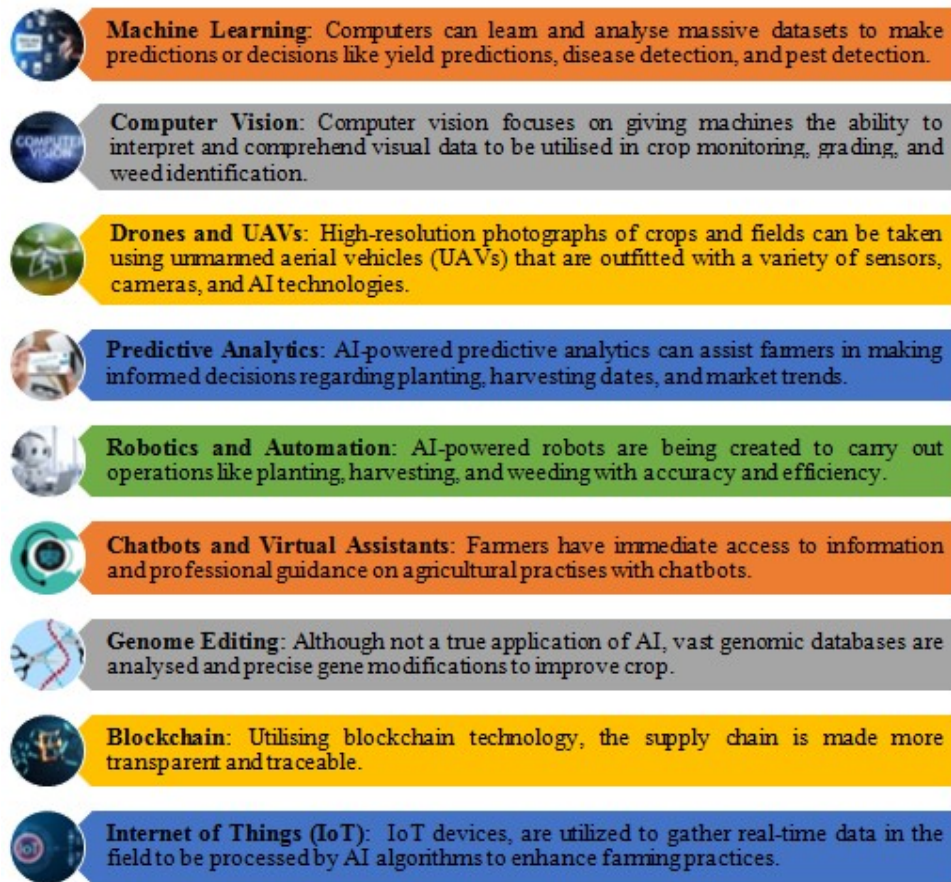 Machine Learning: Computers can learn and analyse massive datasets to make
predictions or decisions like yield predictions, disease detection, and pest detection.
COMPUTER
VISION
Computer Vision: Computer vision focuses on giving machines the ability to
interpret and comprehend visual data to be utilised in crop monitoring, grading, and
weed identification.
Drones and UAVs: High-resolution photographs of crops and fields can be taken
using unmanned aerial vehicles (UAVs) that are outfitted with a variety of sensors,
cameras, and AI technologies.
Predictive Analytics: AI-powered predictive analytics can assist farmers in making
informed decisions regarding planting, harvesting dates, and market trends.
Robotics and Automation: AI-powered robots are being created to carry out
operations like planting, harvesting, and weeding with accuracy and efficiency.
Chatbots and Virtual Assistants: Farmers have immediate access to information
and professional guidance on agricultural practises with chatbots.
Genome Editing: Although not a true application of AI, vast genomic databases are
analysed and precise gene modifications to improve crop.
Blockchain: Utilising blockchain technology, the supply chain is made more
transparent and traceable.
IoT
Internet of Things (IoT): IoT devices, are utilized to gather real-time data in the
field to be processed by AI algorithms to enhance farming practices.